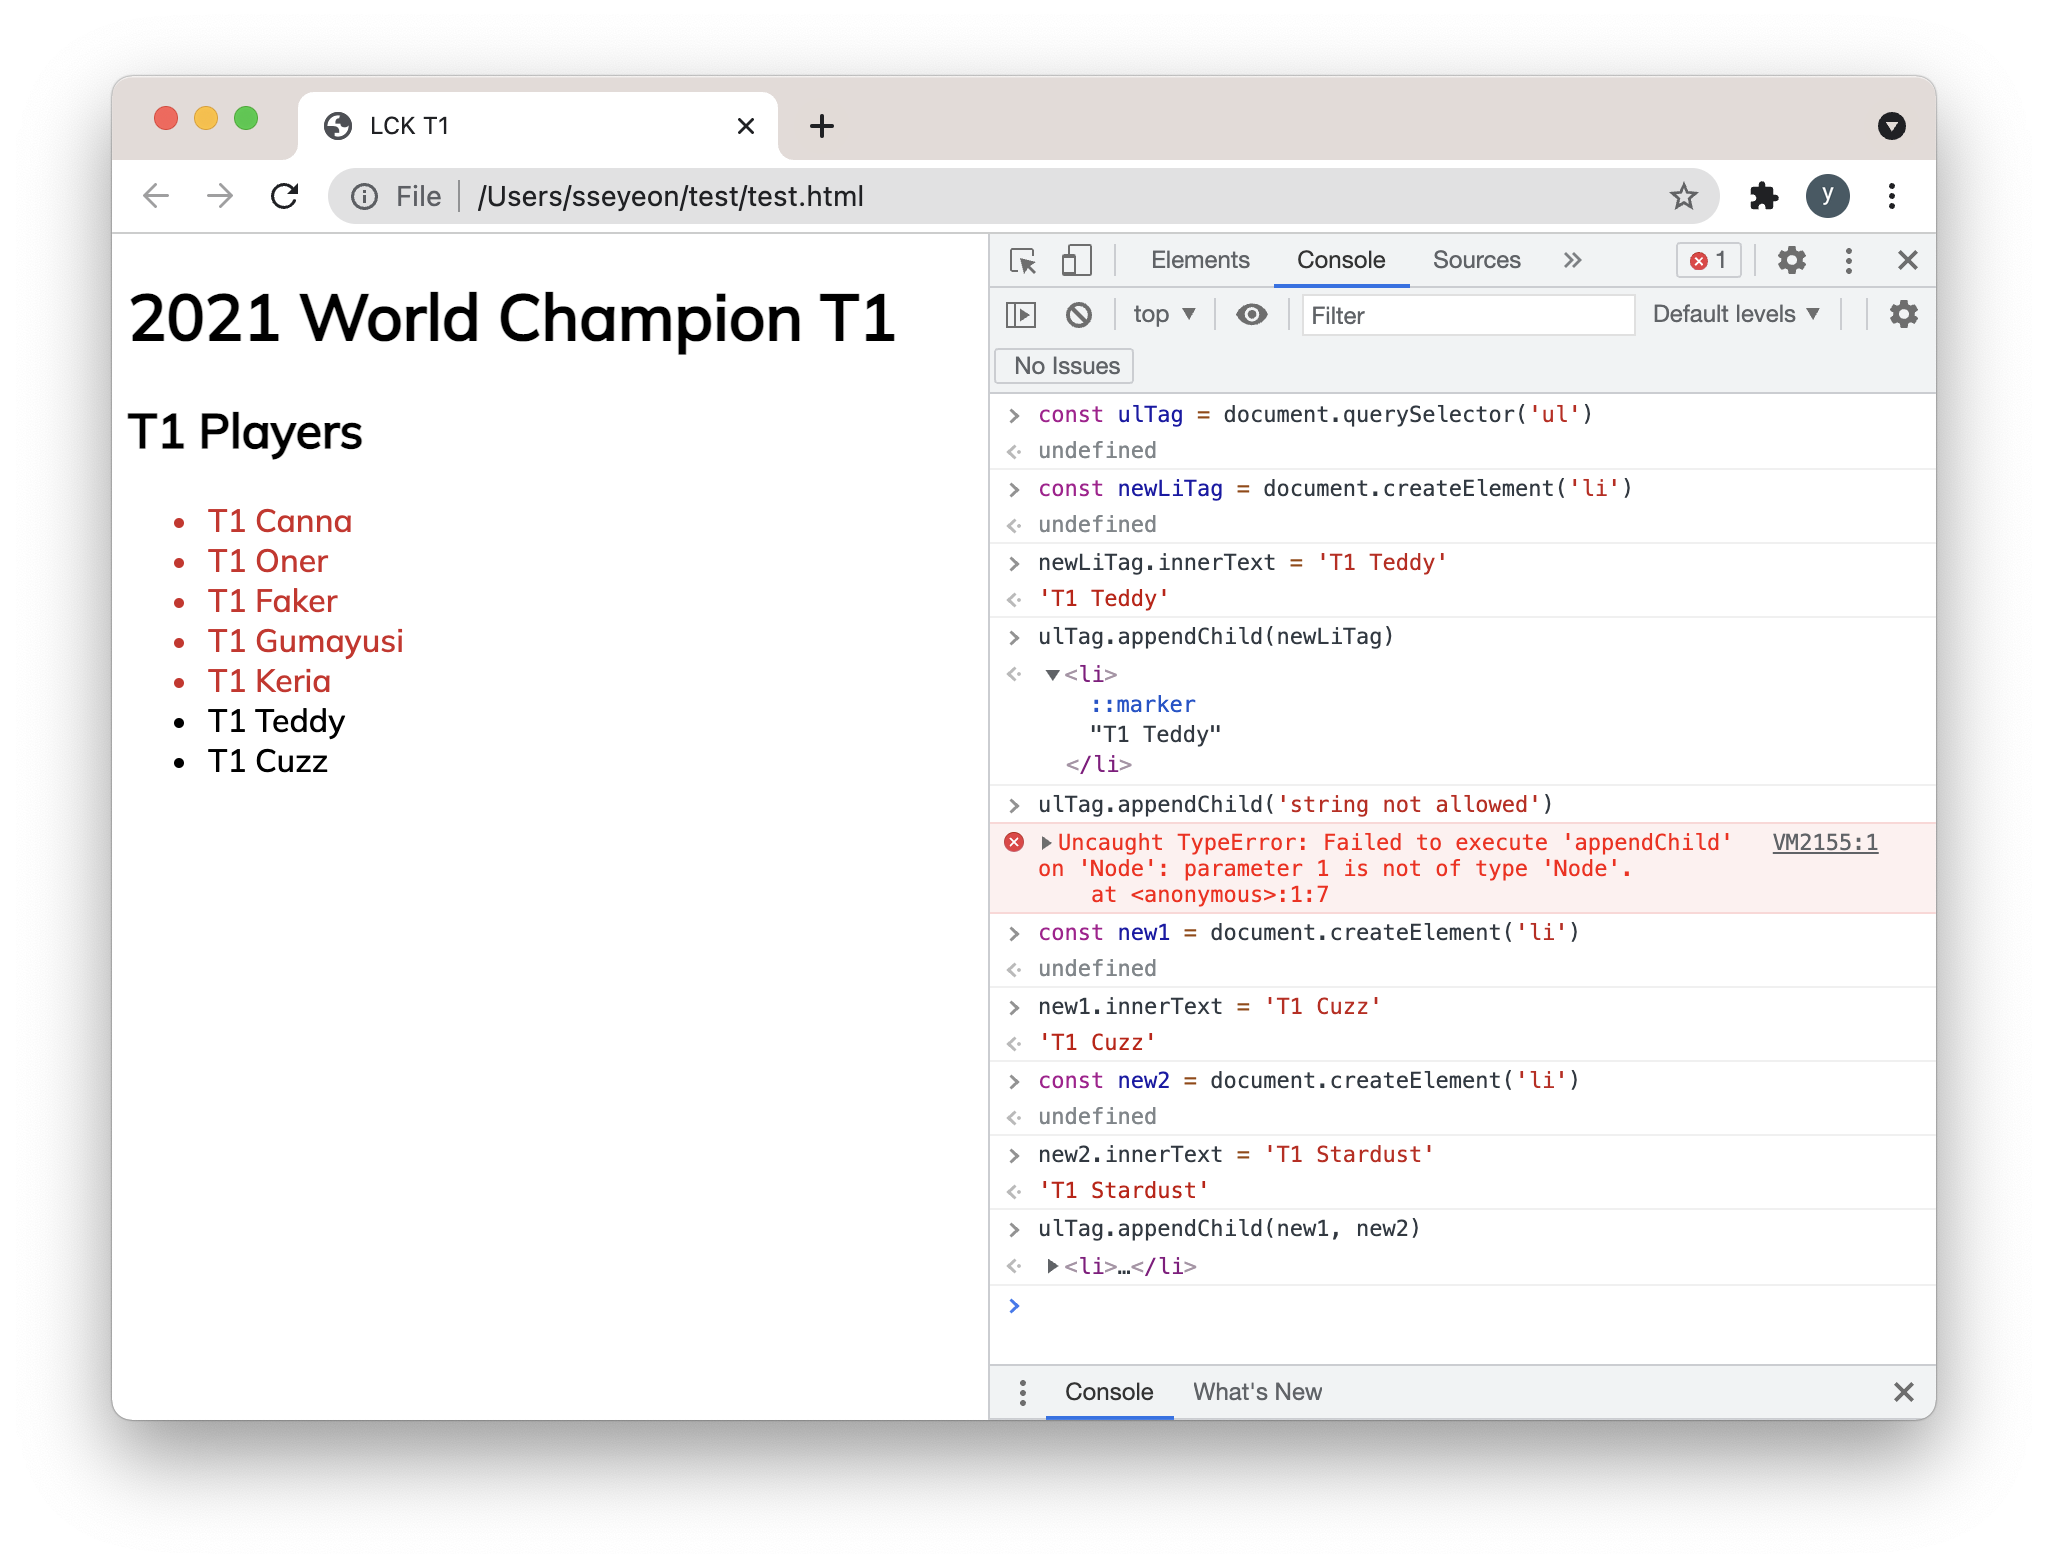 LCK T1
File /Users/sseyeon/test/test.html
y
2021 World Champion T1
T1 Players
• T1 Canna
• T1 Oner
• T1 Faker
• T1 Gumayusi
• T1 Keria
• T1 Teddy
• T1 Cuzz
Elements Console Sources » 1
top Filter Default levels
No Issues
const ulTag = document.querySelector('ul')
undefined
const newLiTag = document.createElement('li')
undefined
newLiTag.innerText = 'T1 Teddy'
'T1 Teddy'
ulTag.appendChild(newLiTag)
<li>
::marker
"T1 Teddy"
</li>
ulTag.appendChild('string not allowed')
Uncaught TypeError: Failed to execute 'appendChild' VM2155:1
on 'Node': parameter 1 is not of type 'Node'.
at <anonymous>:1:7
const new1 = document.createElement('li')
undefined
new1.innerText = 'T1 Cuzz'
'T1 Cuzz'
const new2 = document.createElement('li')
undefined
new2.innerText = 'T1 Stardust'
'T1 Stardust'
ulTag.appendChild(new1, new2)
<li>…</li>
Console What's New